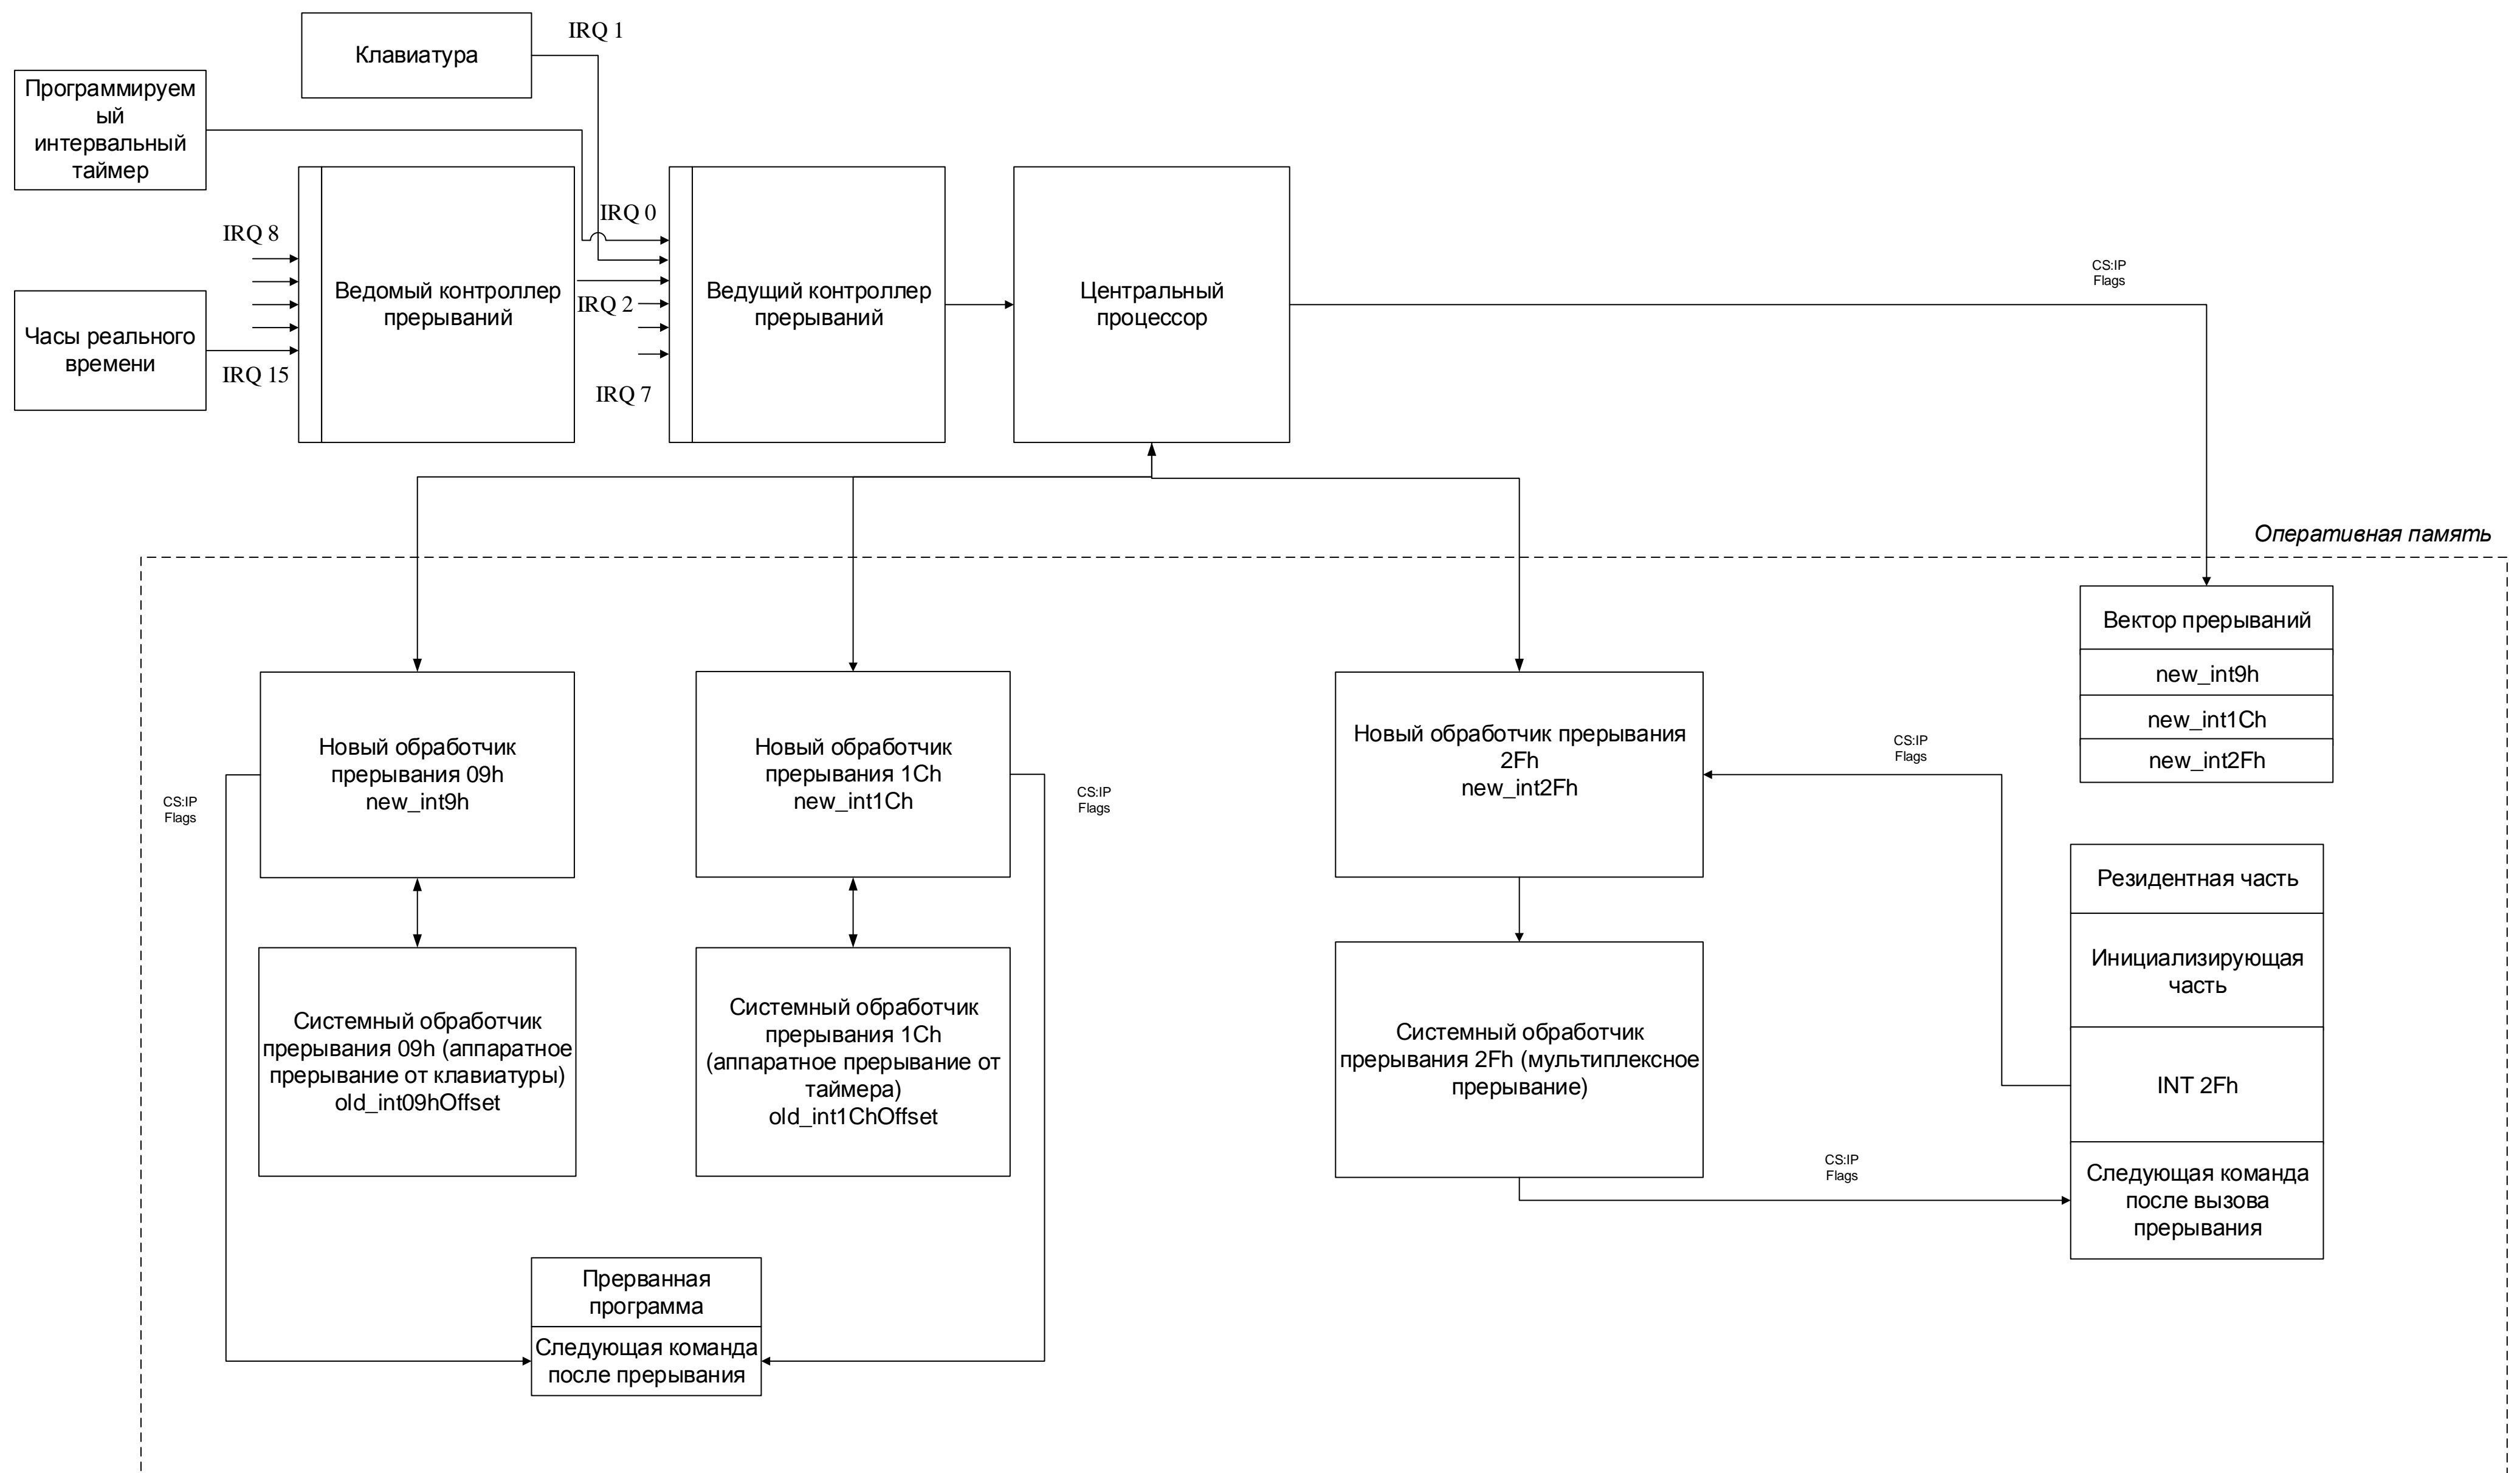 Клавиатура
IRQ 1
Программируем
ый
интервальный
таймер
IRQ 0
IRQ 8
Ведомый контроллер
прерываний
IRQ 2
Ведущий контроллер
прерываний
Центральный
процессор
CS:IP
Flags
Часы реального
времени
IRQ 15
IRQ 7
Оперативная память
Вектор прерываний
new_int9h
new_int1Ch
new_int2Fh
Новый обработчик
прерывания 09h
new_int9h
CS:IP
Flags
Новый обработчик
прерывания 1Ch
new_int1Ch
CS:IP
Flags
Новый обработчик прерывания
2Fh
new_int2Fh
CS:IP
Flags
Резидентная часть
Инициализирующая
часть
INT 2Fh
Следующая команда
после вызова
прерывания
Системный обработчик
прерывания 09h (аппаратное
прерывание от клавиатуры)
old_int09hOffset
Системный обработчик
прерывания 1Ch
(аппаратное прерывание от
таймера)
old_int1ChOffset
Системный обработчик
прерывания 2Fh (мультиплексное
прерывание)
CS:IP
Flags
Прерванная
программа
Следующая команда
после прерывания